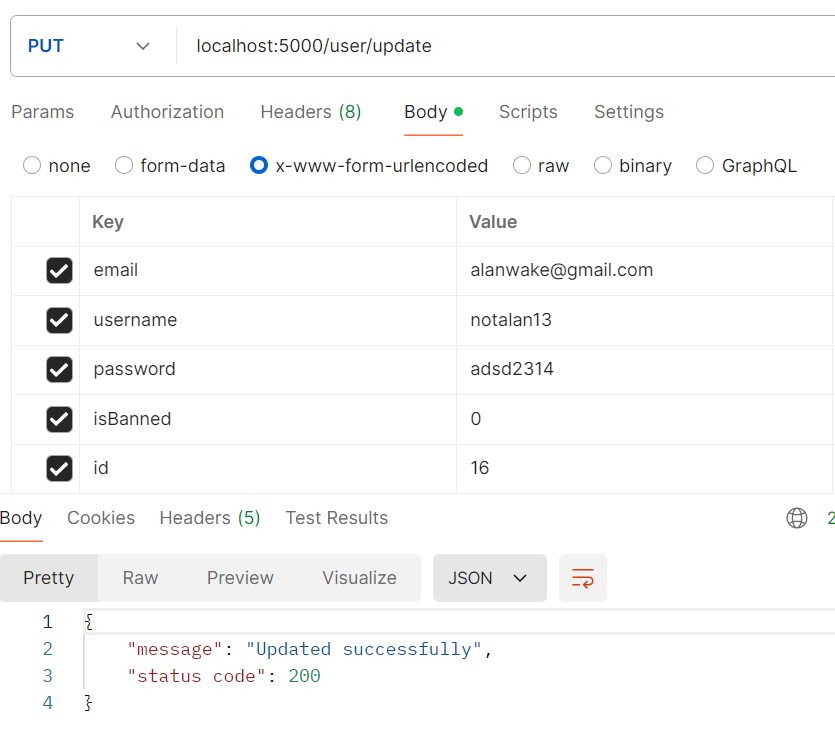 PUT localhost:5000/user/update
Params Authorization Headers (8) Body Scripts Settings
none form-data x-www-form-urlencoded raw binary GraphQL
Key Value
email alanwake@gmail.com
username notalan13
password adsd2314
isBanned 0
id 16
Body Cookies Headers (5) Test Results 2
Pretty Raw Preview Visualize JSON
1 {
2 "message": "Updated successfully",
3 "status code": 200
4 }